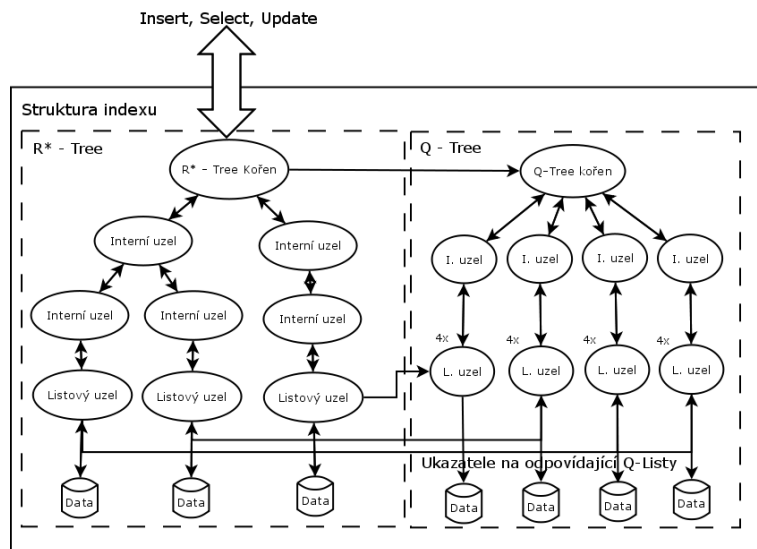 Insert, Select, Update
Struktura indexu
R* - Tree
Q - Tree
R* - Tree Kořen
Q-Tree kořen
Interní uzel
Interní uzel
I. uzel
I. uzel
I. uzel
I. uzel
Interní uzel
Interní uzel
Interní uzel
4x
4x
4x
4x
Listový uzel
Listový uzel
Listový uzel
L. uzel
L. uzel
L. uzel
L. uzel
Ukazatele na odpovídající Q-Listy
Data
Data
Data
Data
Data
Data
Data